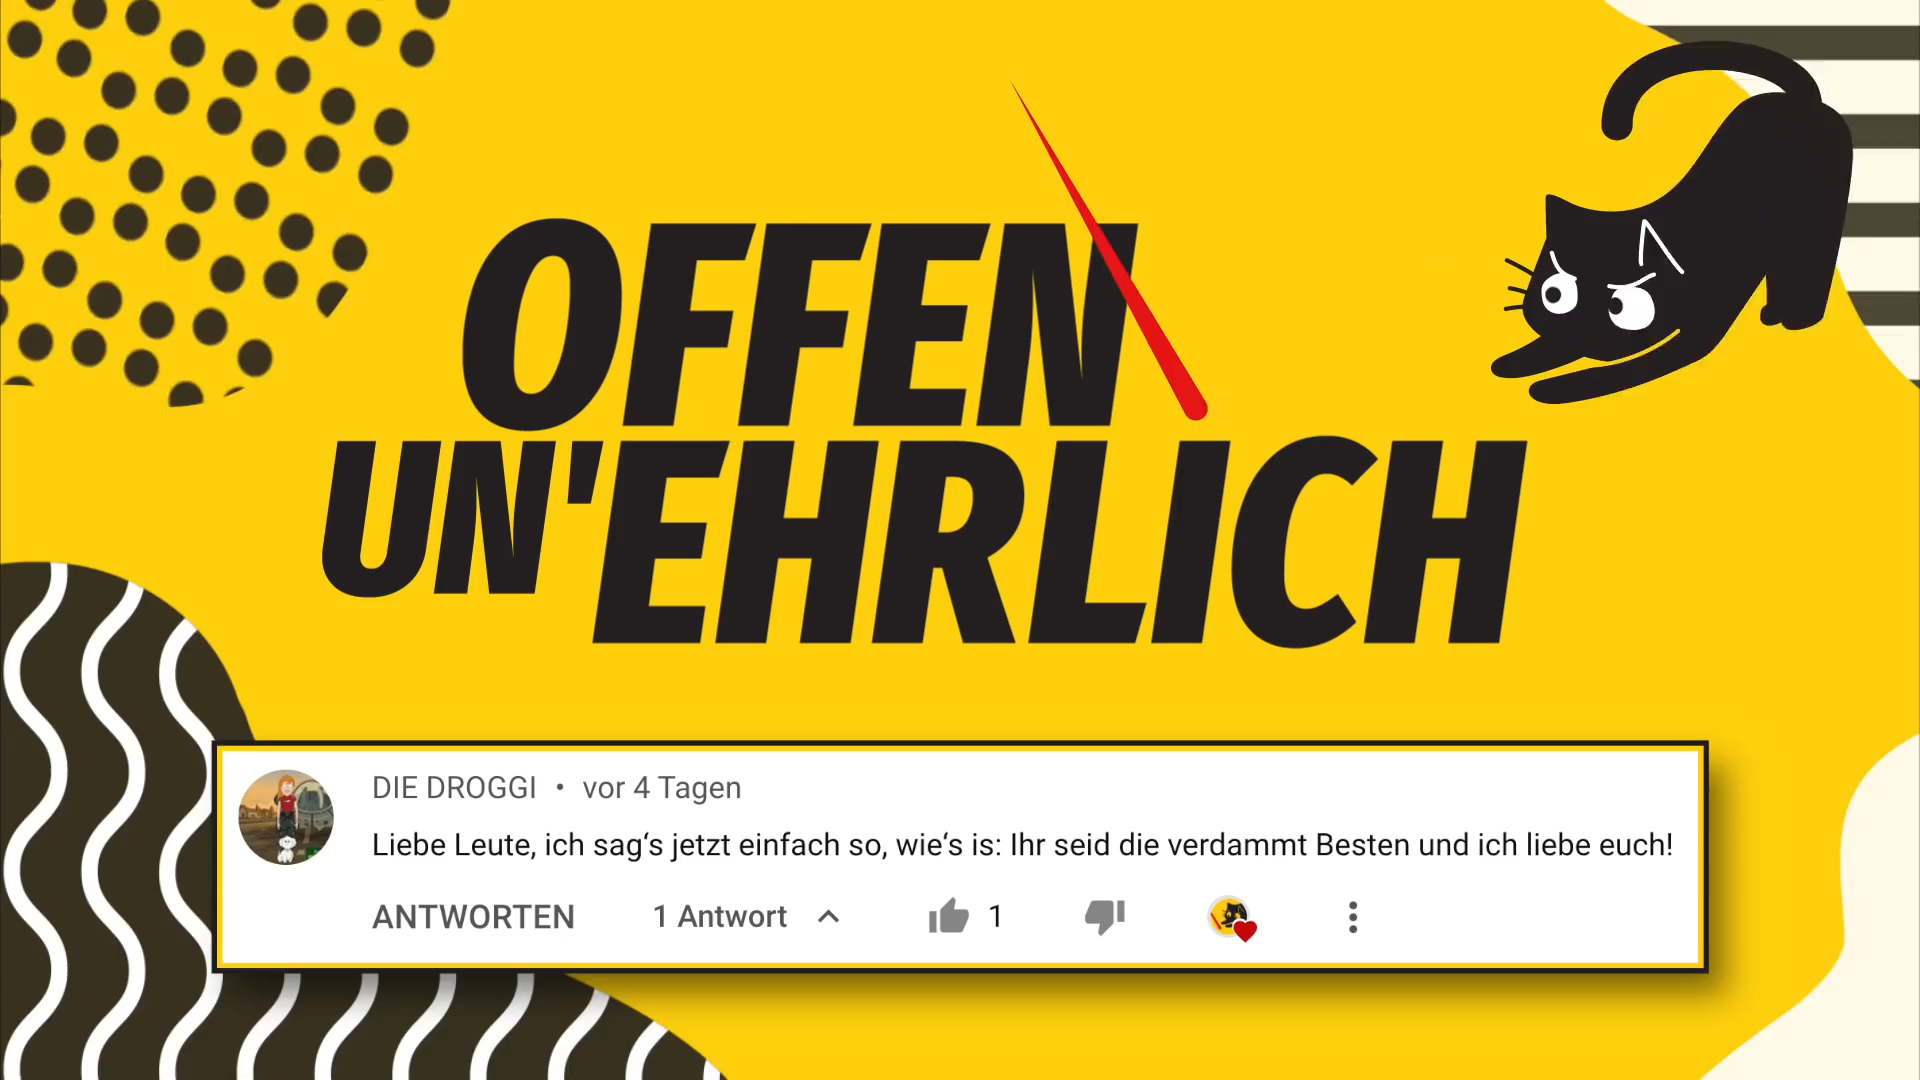 OFFEN
UN'EHRLICH
DIE DROGGI • vor 4 Tagen
Liebe Leute, ich sag‘s jetzt einfach so, wie‘s is: Ihr seid die verdammt Besten und ich liebe euch!
ANTWORTEN 1 Antwort 1